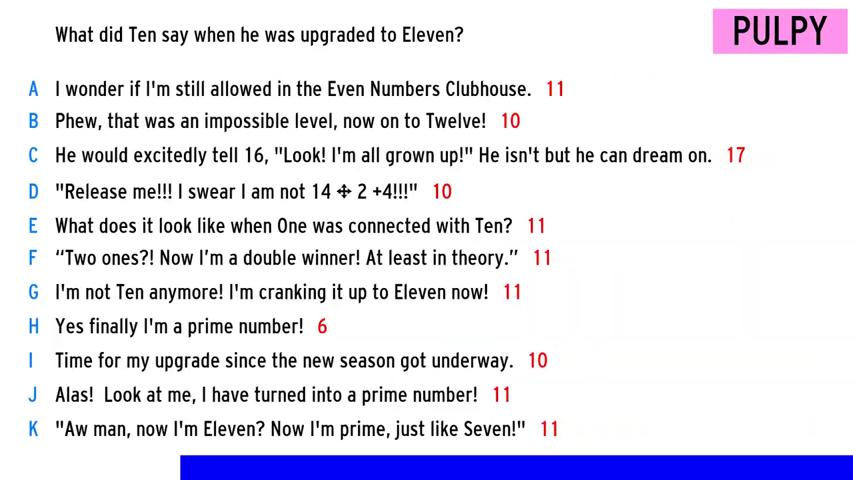 What did Ten say when he was upgraded to Eleven?
PULPY
A I wonder if I'm still allowed in the Even Numbers Clubhouse. 11
B Phew, that was an impossible level, now on to Twelve! 10
C He would excitedly tell 16, "Look! I'm all grown up!" He isn't but he can dream on. 17
D "Release me!!! I swear I am not 14 ✢ 2 +4!!!" 10
E What does it look like when One was connected with Ten? 11
F “Two ones?! Now I’m a double winner! At least in theory.” 11
G I'm not Ten anymore! I'm cranking it up to Eleven now! 11
H Yes finally I'm a prime number! 6
I Time for my upgrade since the new season got underway. 10
J Alas! Look at me, I have turned into a prime number! 11
K "Aw man, now I'm Eleven? Now I'm prime, just like Seven!" 11